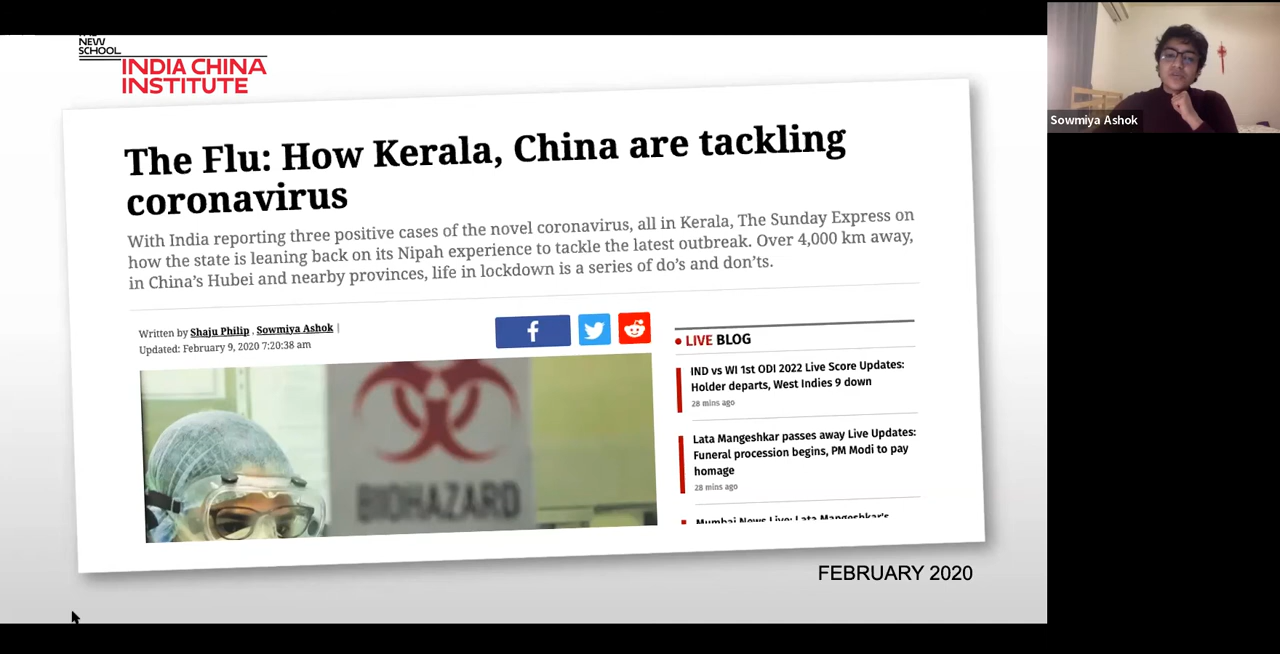 NEW
SCHOOL
INDIA CHINA
INSTITUTE
Sowmiya Ashok
The Flu: How Kerala, China are tackling
coronavirus
With India reporting three positive cases of the novel coronavirus, all in Kerala, The Sunday Express on
how the state is leaning back on its Nipah experience to tackle the latest outbreak. Over 4,000 km away,
in China’s Hubei and nearby provinces, life in lockdown is a series of do’s and don’ts.
Written by Shaju Philip , Sowmiya Ashok |
Updated: February 9, 2020 7:20:38 am
BIOHAZARD
LIVE BLOG
IND vs WI 1st ODI 2022 Live Score Updates:
Holder departs, West Indies 9 down
28 mins ago
Lata Mangeshkar passes away Live Updates:
Funeral procession begins, PM Modi to pay
homage
28 mins ago
Mumbai News Live: Lata Mangeshkar's
FEBRUARY 2020